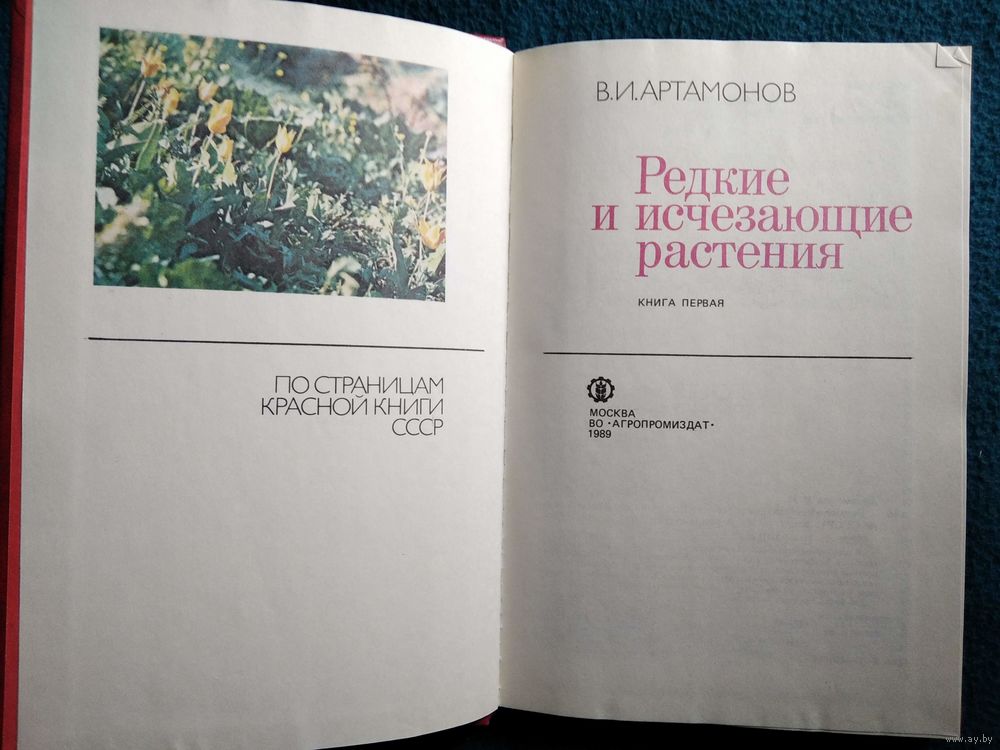 ПО СТРАНИЦАМ
КРАСНОЙ КНИГИ
СССР
В.И.АРТАМОНОВ
Редкие
и исчезающие
растения
КНИГА ПЕРВАЯ
МОСКВА
ВО •АГРОПРОМИЗДАТ•
1989
www.ay.by